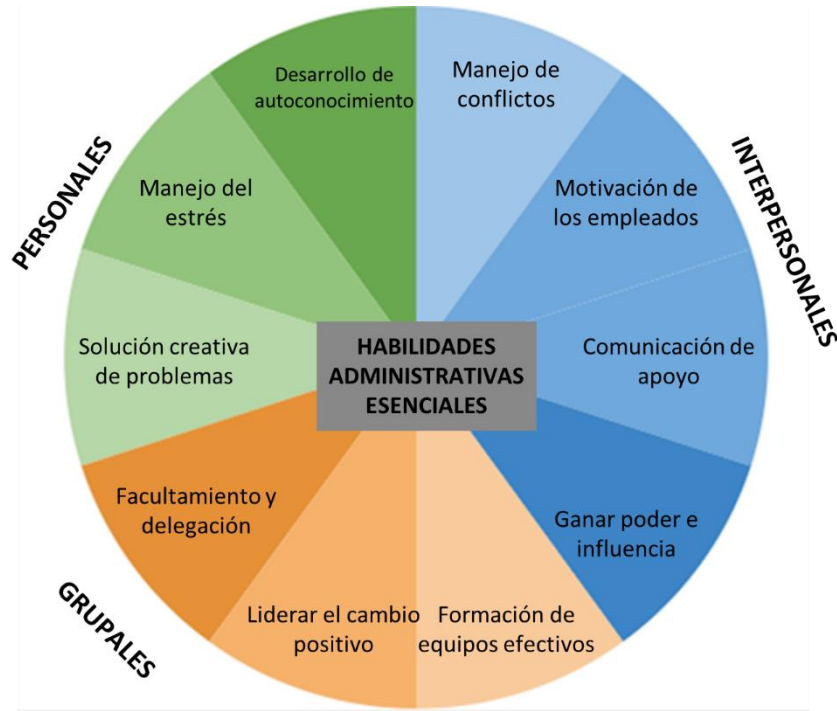 Desarrollo de
autoconocimiento
Manejo de
conflictos
Motivación de
los empleados
Comunicación de
apoyo
Ganar poder e
influencia
Formación de
equipos efectivos
Liderar el cambio
positivo
Facultamiento y
delegación
Solución creativa
de problemas
Manejo del
estrés
HABILIDADES
ADMINISTRATIVAS
ESENCIALES
PERSONALES
INTERPERSONALES
GRUPALES